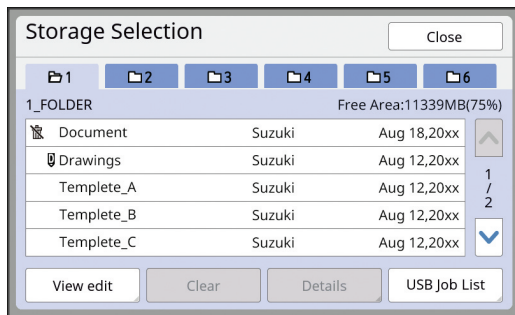 Storage Selection Close
1 2 3 4 5 6
1_FOLDER Free Area:11339MB(75%)
Document Suzuki Aug 18,20xx
Drawings Suzuki Aug 12,20xx
Templete_A Suzuki Aug 12,20xx
Templete_B Suzuki Aug 12,20xx
Templete_C Suzuki Aug 12,20xx
1
/
2
View edit Clear Details USB Job List